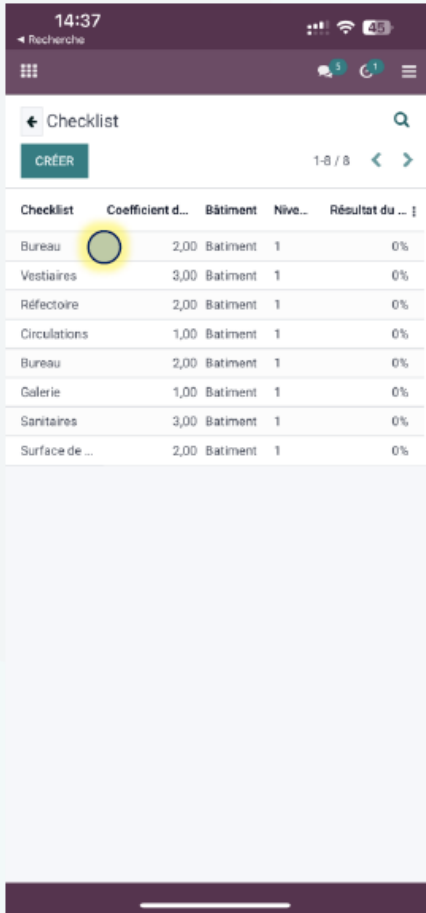 14:37
45
◄ Recherche
5 1
Checklist
CRÉER 1-8 / 8
Checklist Coefficient d... Bâtiment Nive... Résultat du ...
Bureau 2,00 Batiment 1 0%
Vestiaires 3,00 Batiment 1 0%
Réfectoire 2,00 Batiment 1 0%
Circulations 1,00 Batiment 1 0%
Bureau 2,00 Batiment 1 0%
Galerie 1,00 Batiment 1 0%
Sanitaires 3,00 Batiment 1 0%
Surface de ... 2,00 Batiment 1 0%